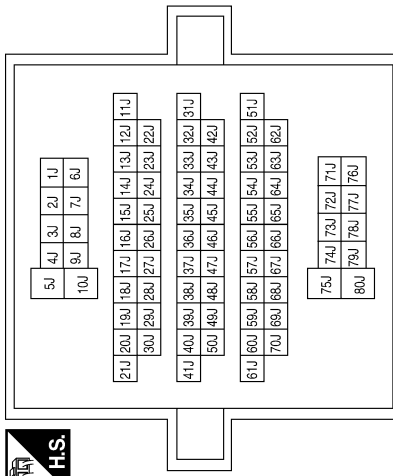 H.S.
5J 4J 3J 2J 1J
10J 9J 8J 7J 6J
21J 20J 19J 18J 17J 16J 15J 14J 13J 12J 11J
30J 29J 28J 27J 26J 25J 24J 23J 22J
41J 40J 39J 38J 37J 36J 35J 34J 33J 32J 31J
50J 49J 48J 47J 46J 45J 44J 43J 42J
61J 60J 59J 58J 57J 56J 55J 54J 53J 52J 51J
70J 69J 68J 67J 66J 65J 64J 63J 62J
75J 74J 73J 72J 71J
80J 79J 78J 77J 76J